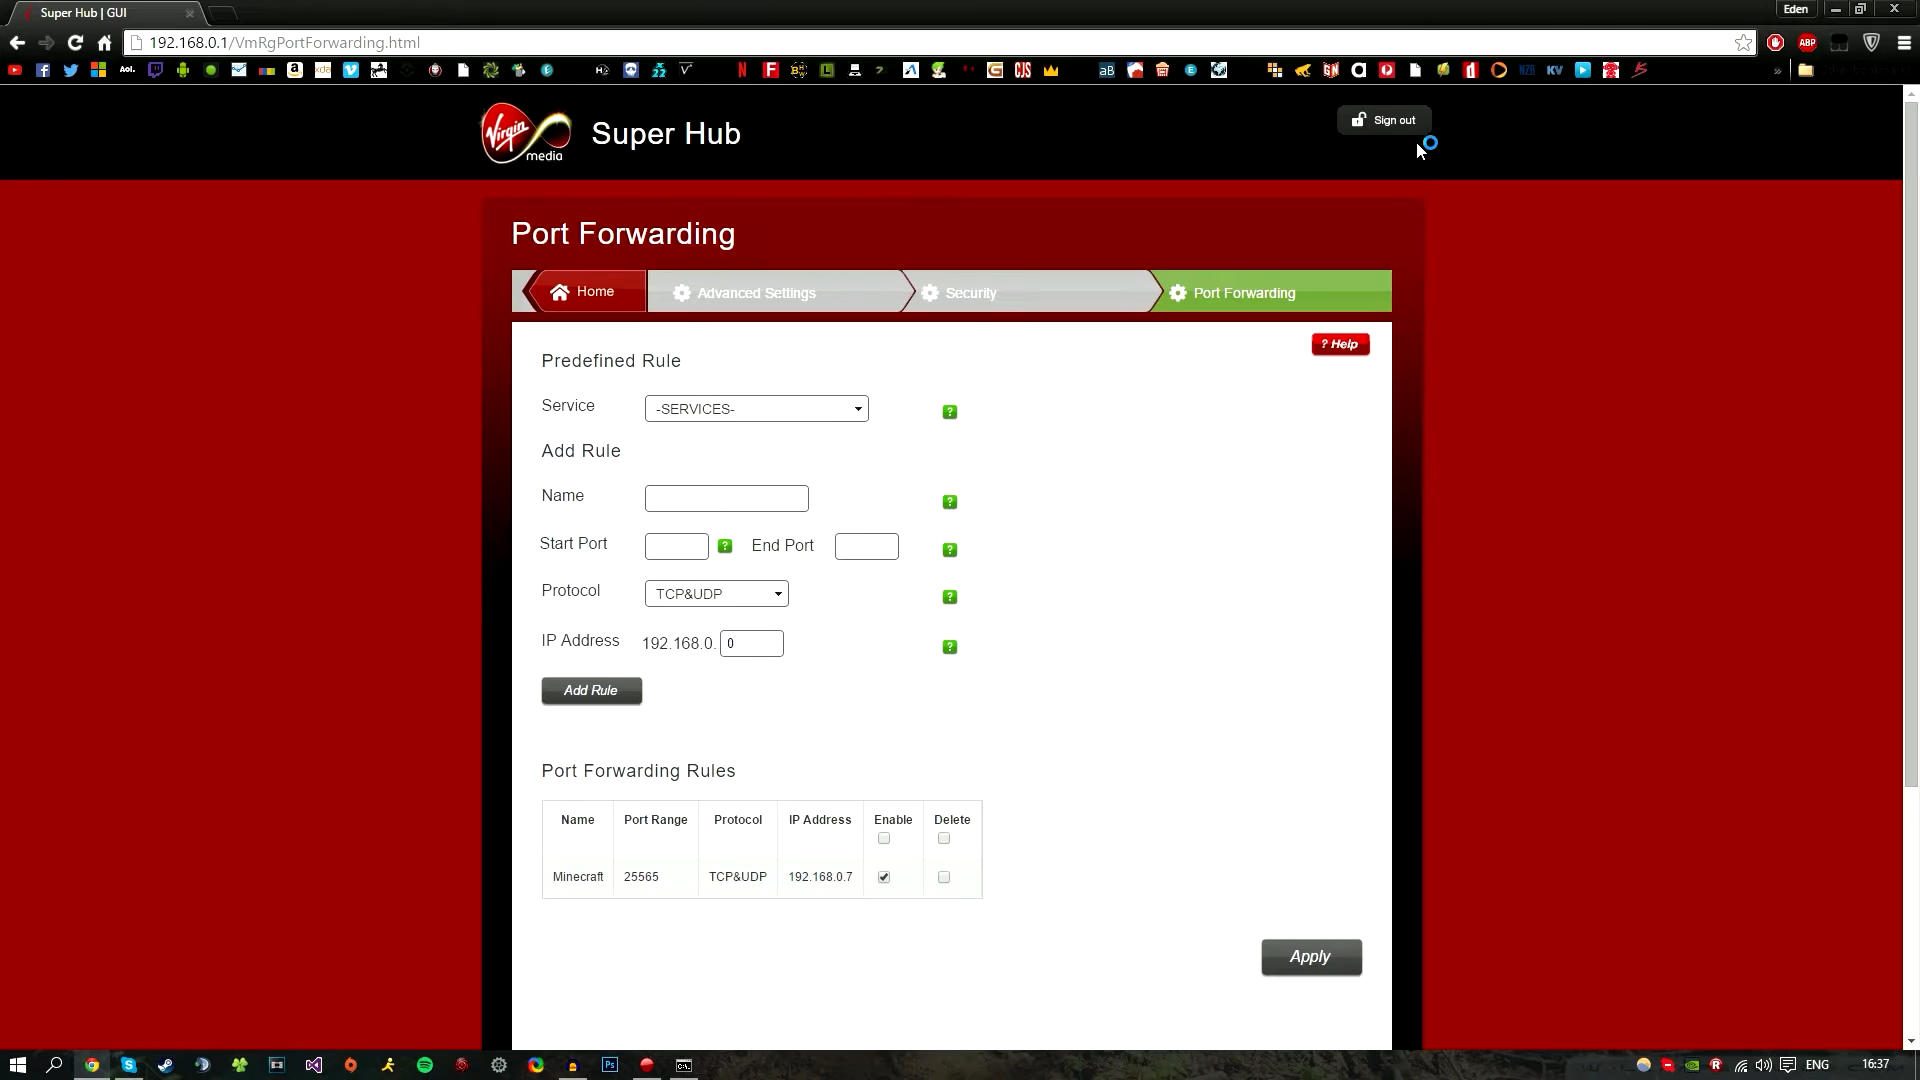 Super Hub | GUI
Eden
192.168.0.1/VmRgPortForwarding.html
ABP
Aol.
Virgin media
Super Hub
Sign out
Port Forwarding
Home
Advanced Settings
Security
Port Forwarding
? Help
Predefined Rule
Service
-SERVICES-
?
Add Rule
Name
?
Start Port
?
End Port
?
Protocol
TCP&UDP
?
IP Address
192.168.0.
0
?
Add Rule
Port Forwarding Rules
Name Port Range Protocol IP Address Enable Delete
Minecraft 25565 TCP&UDP 192.168.0.7
Apply
Ps
ENG
16:37